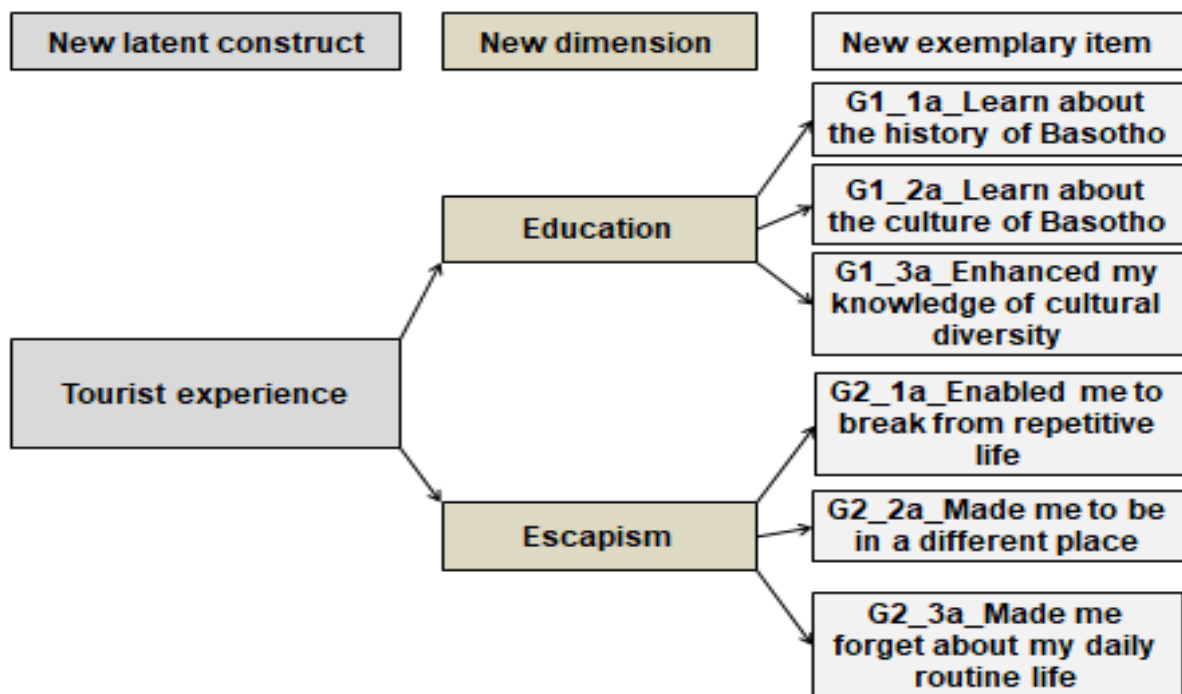 New latent construct
New dimension
New exemplary item
G1_1a_Learn about
the history of Basotho
G1_2a_Learn about
the culture of Basotho
Education
G1_3a_Enhanced my
knowledge of cultural
diversity
Tourist experience
G2_1a_Enabled me to
break from repetitive
life
G2_2a_Made me to be
in a different place
Escapism
G2_3a_Made me
forget about my daily
routine life